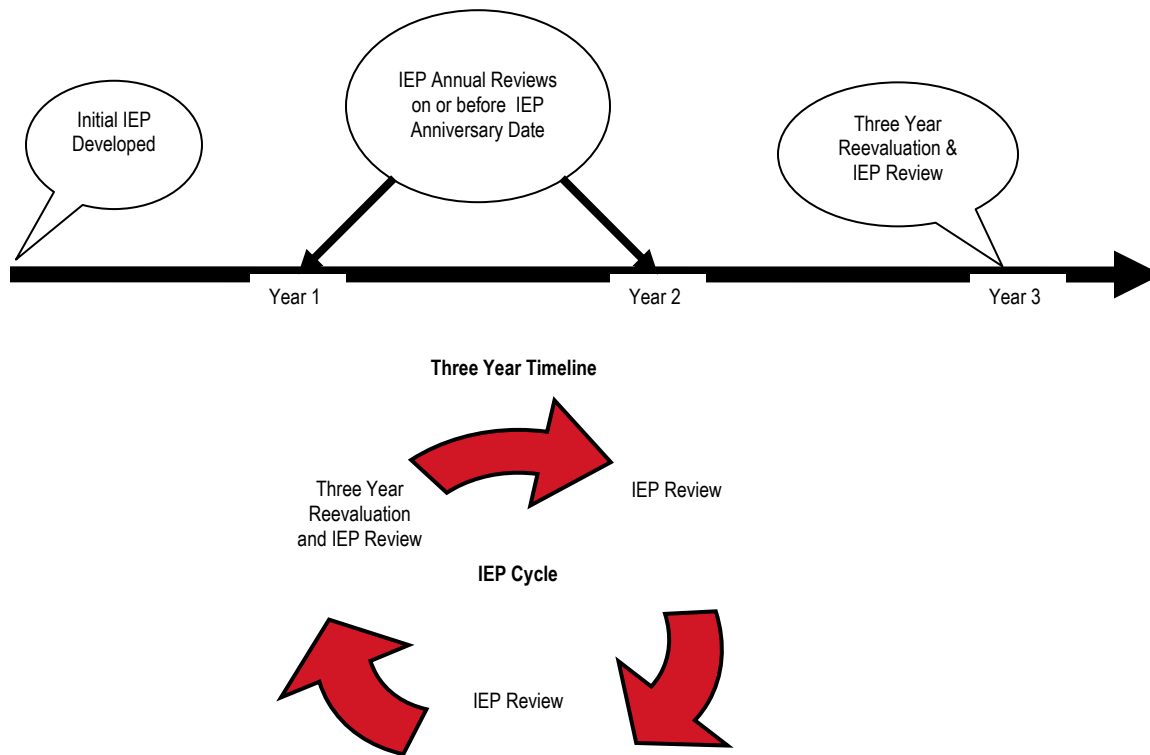 Initial IEP
Developed
IEP Annual Reviews
on or before IEP
Anniversary Date
Three Year
Reevaluation &
IEP Review
Year 1
Year 2
Year 3
Three Year Timeline
Three Year
Reevaluation
and IEP Review
IEP Review
IEP Cycle
IEP Review